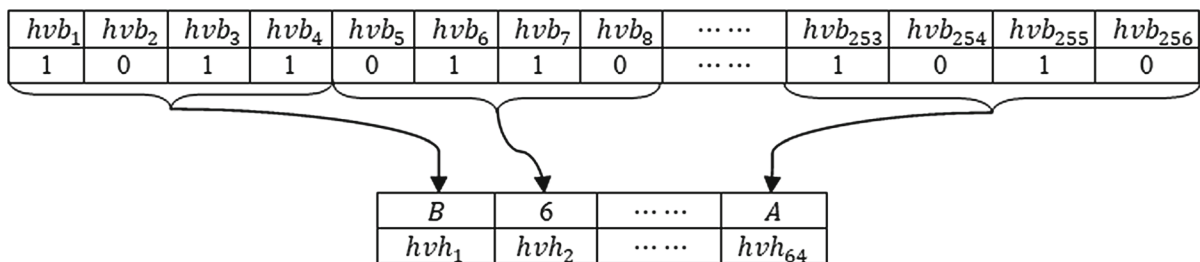 hvb₁ hvb₂ hvb₃ hvb₄ hvb₅ hvb₆ hvb₇ hvb₈ …… hvb₂₅₃ hvb₂₅₄ hvb₂₅₅ hvb₂₅₆
1 0 1 1 0 1 1 0 …… 1 0 1 0
B 6 …… A
hvh₁ hvh₂ …… hvh₆₄